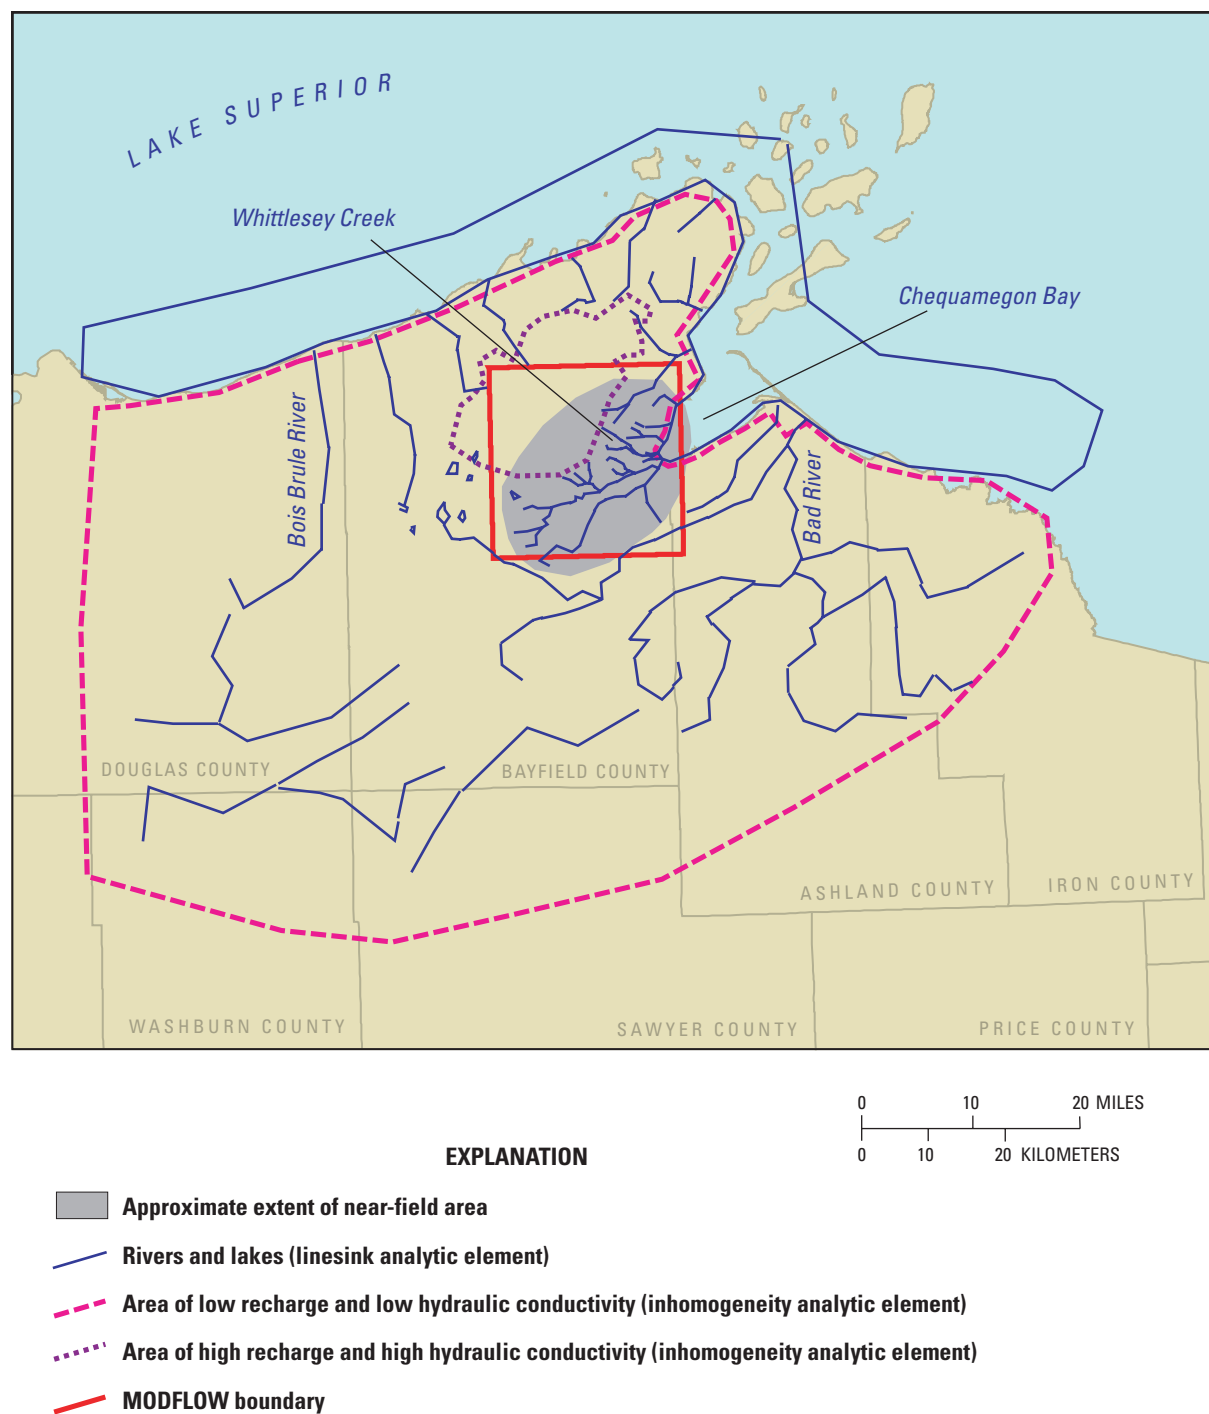 LAKE SUPERIOR
Whittlesey Creek
Chequamegon Bay
Bois Brule River
Bad River
DOUGLAS COUNTY
BAYFIELD COUNTY
ASHLAND COUNTY
IRON COUNTY
WASHBURN COUNTY
SAWYER COUNTY
PRICE COUNTY
0 10 20 MILES
0 10 20 KILOMETERS
EXPLANATION
Approximate extent of near-field area
Rivers and lakes (linesink analytic element)
Area of low recharge and low hydraulic conductivity (inhomogeneity analytic element)
Area of high recharge and high hydraulic conductivity (inhomogeneity analytic element)
MODFLOW boundary